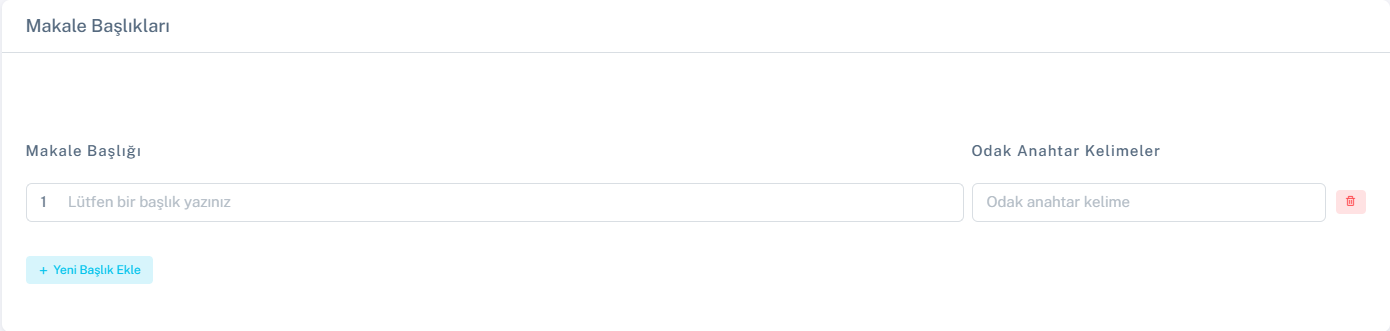 Makale Başlıkları
Makale Başlığı Odak Anahtar Kelimeler
1 Lütfen bir başlık yazınız Odak anahtar kelime
+ Yeni Başlık Ekle